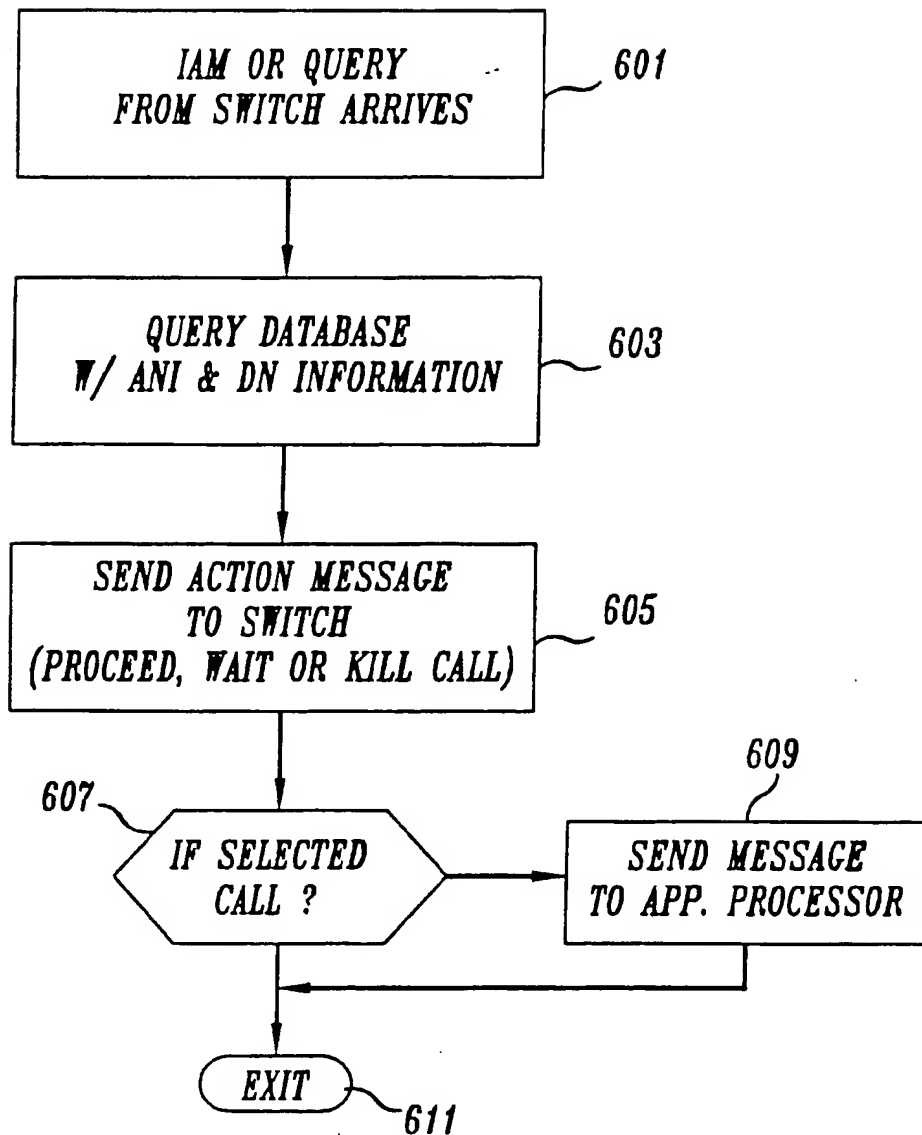 IAM OR QUERY
FROM SWITCH ARRIVES
601
QUERY DATABASE
W/ ANI & DN INFORMATION
603
SEND ACTION MESSAGE
TO SWITCH
(PROCEED, WAIT OR KILL CALL)
605
607
IF SELECTED
CALL ?
609
SEND MESSAGE
TO APP. PROCESSOR
EXIT
611